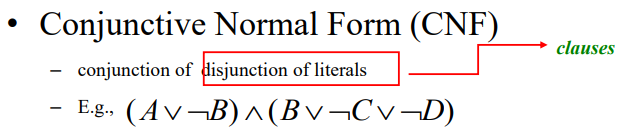 • Conjunctive Normal Form (CNF)
– conjunction of disjunction of literals
clauses
– E.g., (A∨¬B)∧(B∨¬C∨¬D)